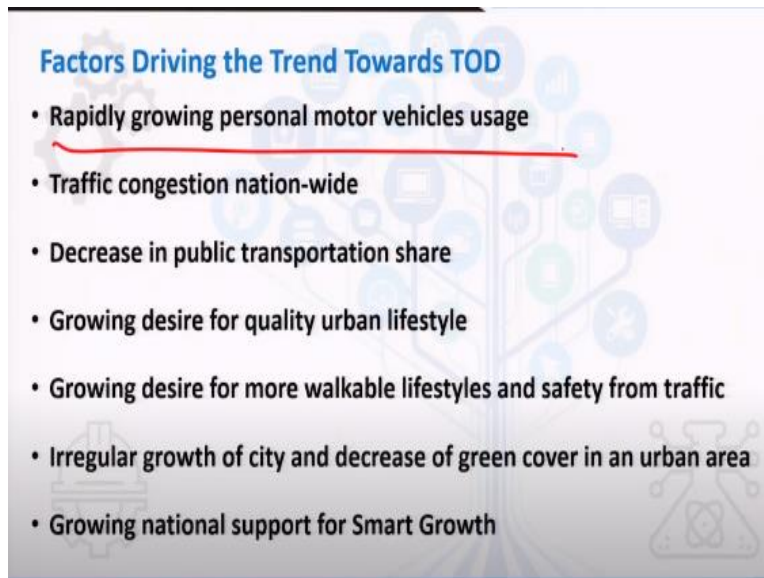 Factors Driving the Trend Towards TOD
• Rapidly growing personal motor vehicles usage
• Traffic congestion nation-wide
• Decrease in public transportation share
• Growing desire for quality urban lifestyle
• Growing desire for more walkable lifestyles and safety from traffic
• Irregular growth of city and decrease of green cover in an urban area
• Growing national support for Smart Growth